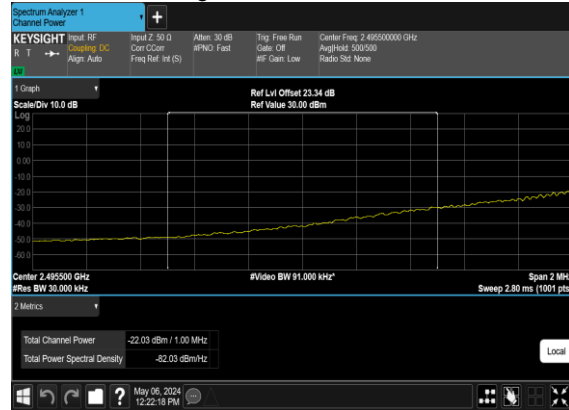 Spectrum Analyzer 1
Channel Power
+
KEYSIGHT Input: RF Input Z: 50 Ω Atten: 30 dB Trig: Free Run Center Freq: 2.495500000 GHz
R T Coupling: DC Corr CCorr #PNO: Fast Gate: Off Avg|Hold: 500/500
Align: Auto Freq Ref: Int (S) #IF Gain: Low Radio Std: None
1 Graph Ref Lvl Offset 23.34 dB
Scale/Div 10.0 dB Ref Value 30.00 dBm
Log
20.0
10.0
0.00
-10.0
-20.0
-30.0
-40.0
-50.0
-60.0
Center 2.495500 GHz #Video BW 91.000 kHz* Span 2 MHz
#Res BW 30.000 kHz Sweep 2.80 ms (1001 pts
2 Metrics
Total Channel Power -22.03 dBm / 1.00 MHz
Total Power Spectral Density -82.03 dBm/Hz
Local
? May 06, 2024
12:22:18 PM